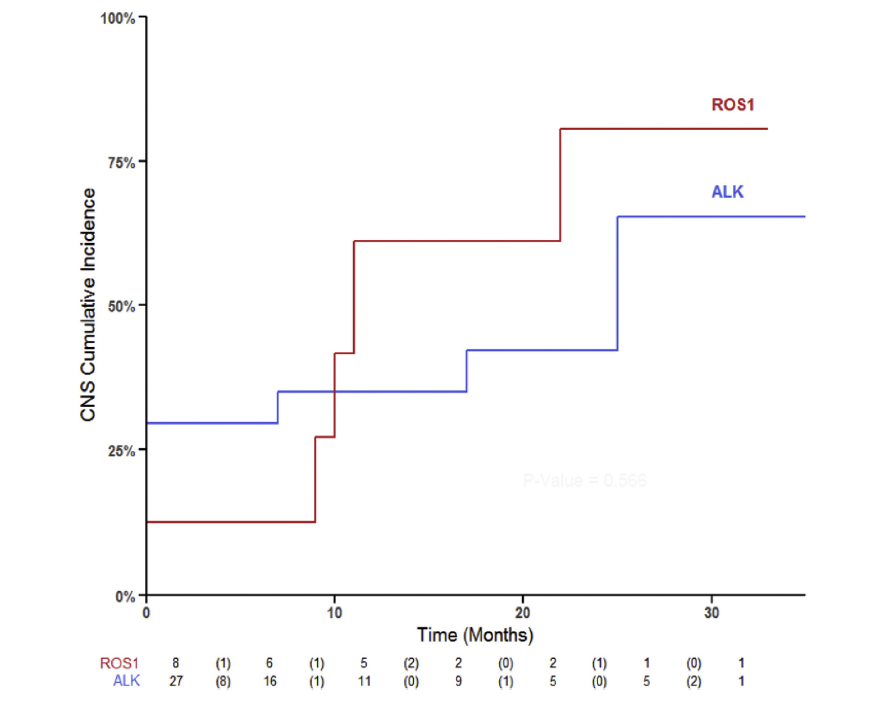 100%
ROS1
75%
ALK
CNS Cumulative Incidence
50%
25%
P-Value = 0.566
0%
0 10 20 30
Time (Months)
ROS1 8 (1) 6 (1) 5 (2) 2 (0) 2 (1) 1 (0) 1
ALK 27 (8) 16 (1) 11 (0) 9 (1) 5 (0) 5 (2) 1